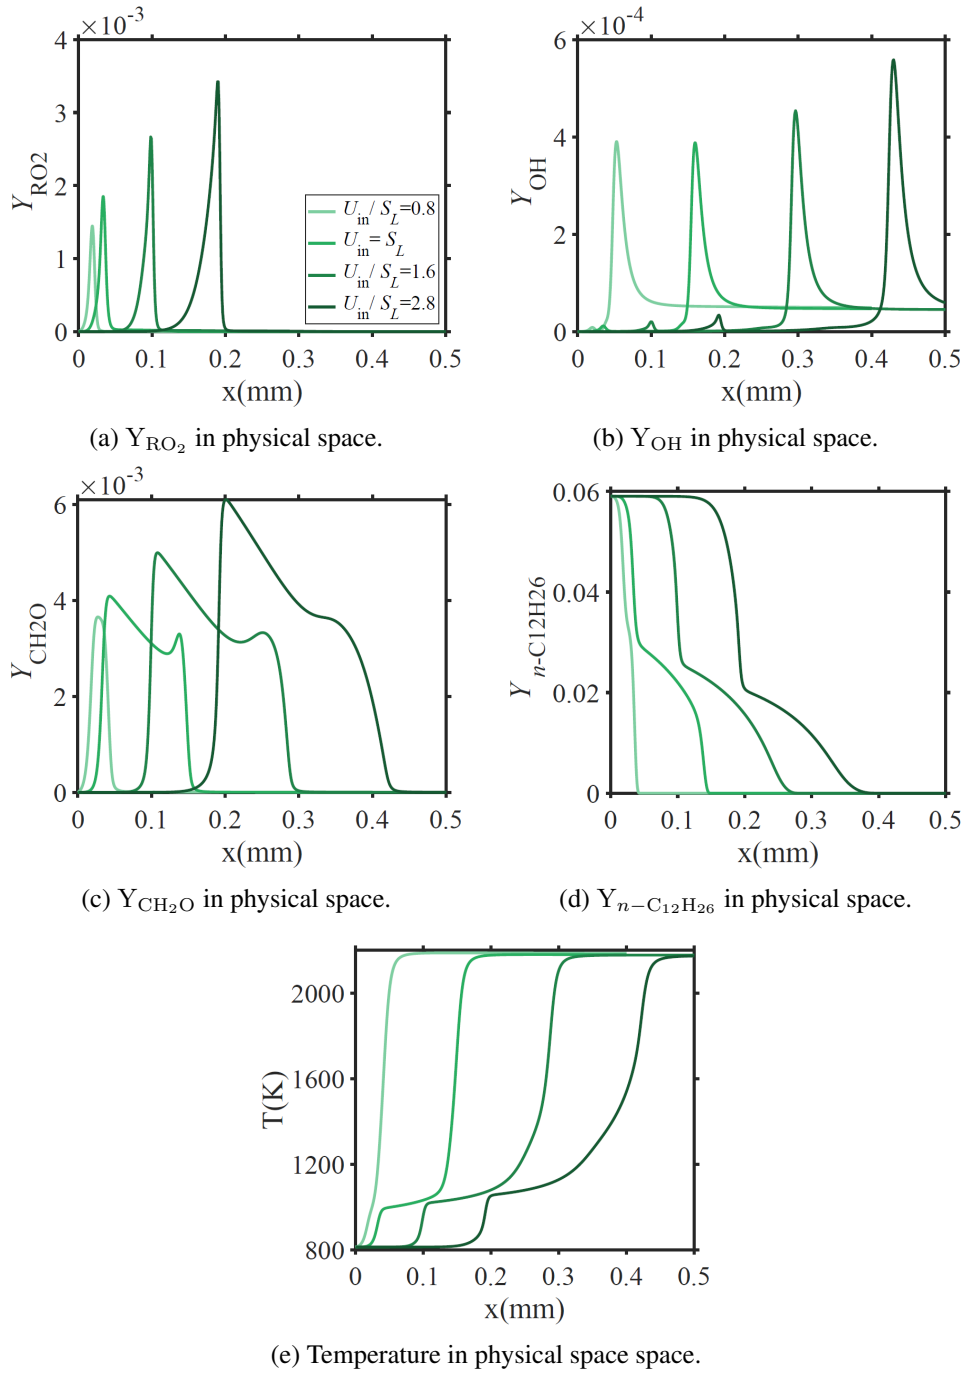 ×10⁻³
4
3
2
1
0
Y_RO2
U_in / S_L=0.8
U_in = S_L
U_in / S_L=1.6
U_in / S_L=2.8
0 0.1 0.2 0.3 0.4 0.5
x(mm)
(a) Y_RO₂ in physical space.
×10⁻⁴
6
4
2
0
Y_OH
0 0.1 0.2 0.3 0.4 0.5
x(mm)
(b) Y_OH in physical space.
×10⁻³
6
4
2
0
Y_CH2O
0 0.1 0.2 0.3 0.4 0.5
x(mm)
(c) Y_CH₂O in physical space.
0.06
0.04
0.02
0
Y_n-C12H26
0 0.1 0.2 0.3 0.4 0.5
x(mm)
(d) Y_n−C₁₂H₂₆ in physical space.
2000
1600
1200
800
T(K)
0 0.1 0.2 0.3 0.4 0.5
x(mm)
(e) Temperature in physical space space.